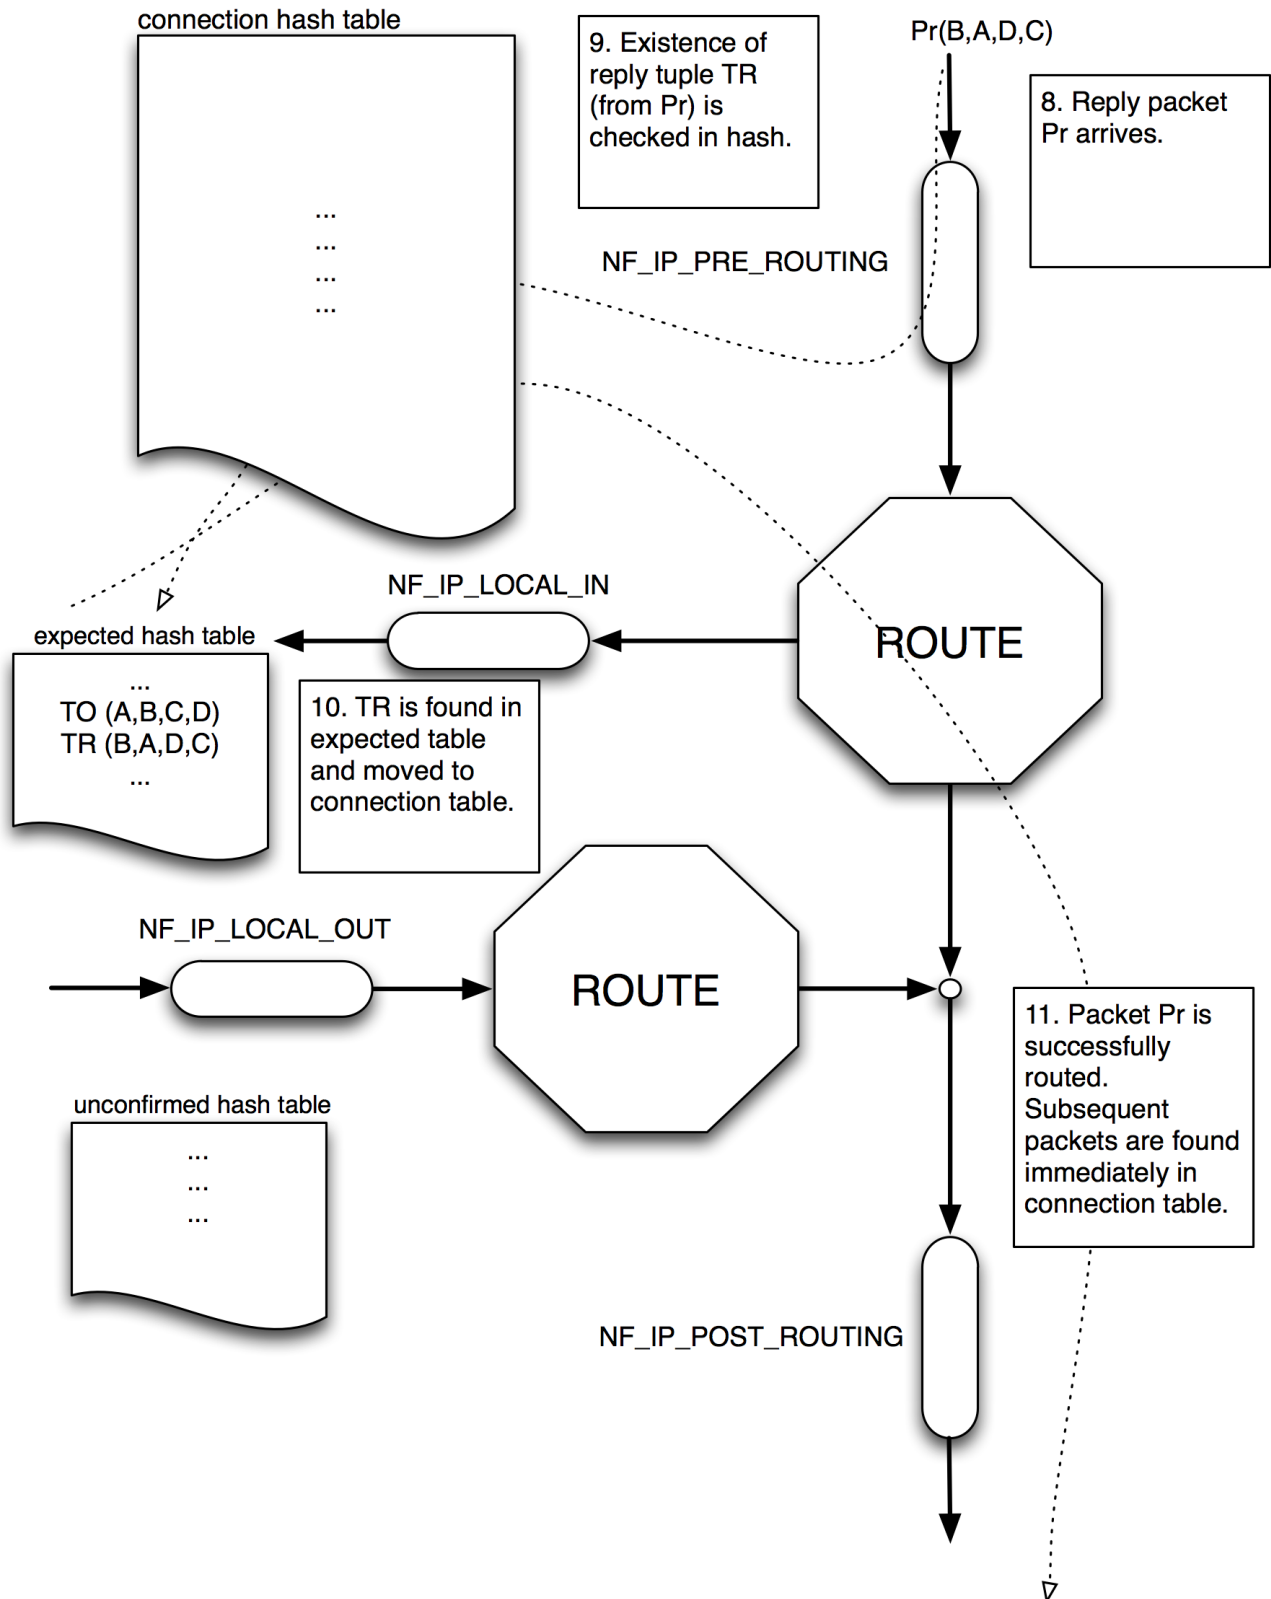 connection hash table
...
...
...
...
9. Existence of
reply tuple TR
(from Pr) is
checked in hash.
Pr(B,A,D,C)
8. Reply packet
Pr arrives.
NF_IP_PRE_ROUTING
ROUTE
NF_IP_LOCAL_IN
expected hash table
...
TO (A,B,C,D)
TR (B,A,D,C)
...
10. TR is found in
expected table
and moved to
connection table.
NF_IP_LOCAL_OUT
ROUTE
11. Packet Pr is
successfully
routed.
Subsequent
packets are found
immediately in
connection table.
unconfirmed hash table
...
...
...
NF_IP_POST_ROUTING